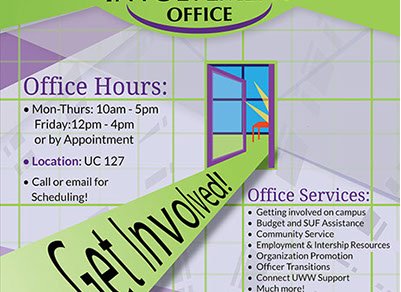 OFFICE
Office Hours:
• Mon-Thurs: 10am - 5pm
Friday:12pm - 4pm
or by Appointment
• Location: UC 127
• Call or email for
Scheduling!
Get Involved!
Office Services:
• Getting involved on campus
• Budget and SUF Assistance
• Community Service
• Employment & Intership Resources
• Organization Promotion
• Officer Transitions
• Connect UWW Support
• Much more!